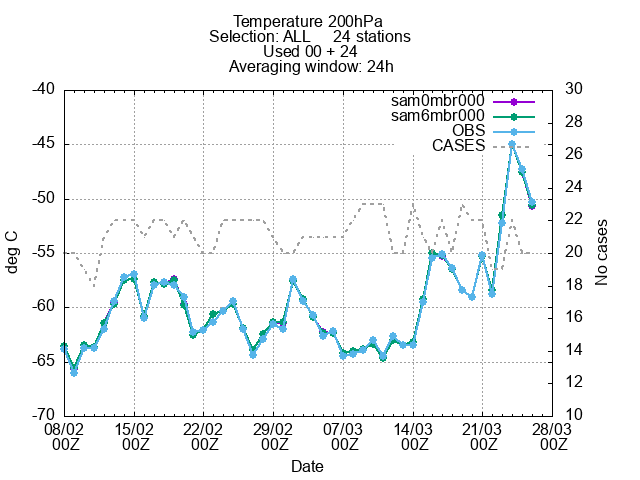 Temperature 200hPa
Selection: ALL 24 stations
Used 00 + 24
Averaging window: 24h
-40 30
sam0mbr000
sam6mbr000
28
OBS
CASES
-45
26
24
-50
22
deg C
-55 20
No cases
18
-60
16
-65
14
12
-70 10
08/02 15/02 22/02 29/02 07/03 14/03 21/03 28/03
00Z 00Z 00Z 00Z 00Z 00Z 00Z 00Z
Date